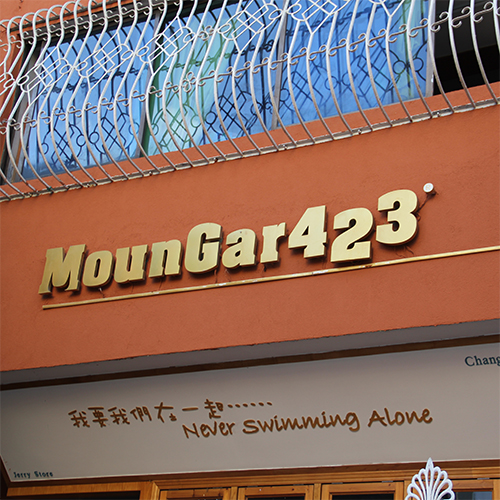 MounGar423
Chang
我要我們在一起……
Never Swimming Alone
Jerry Store